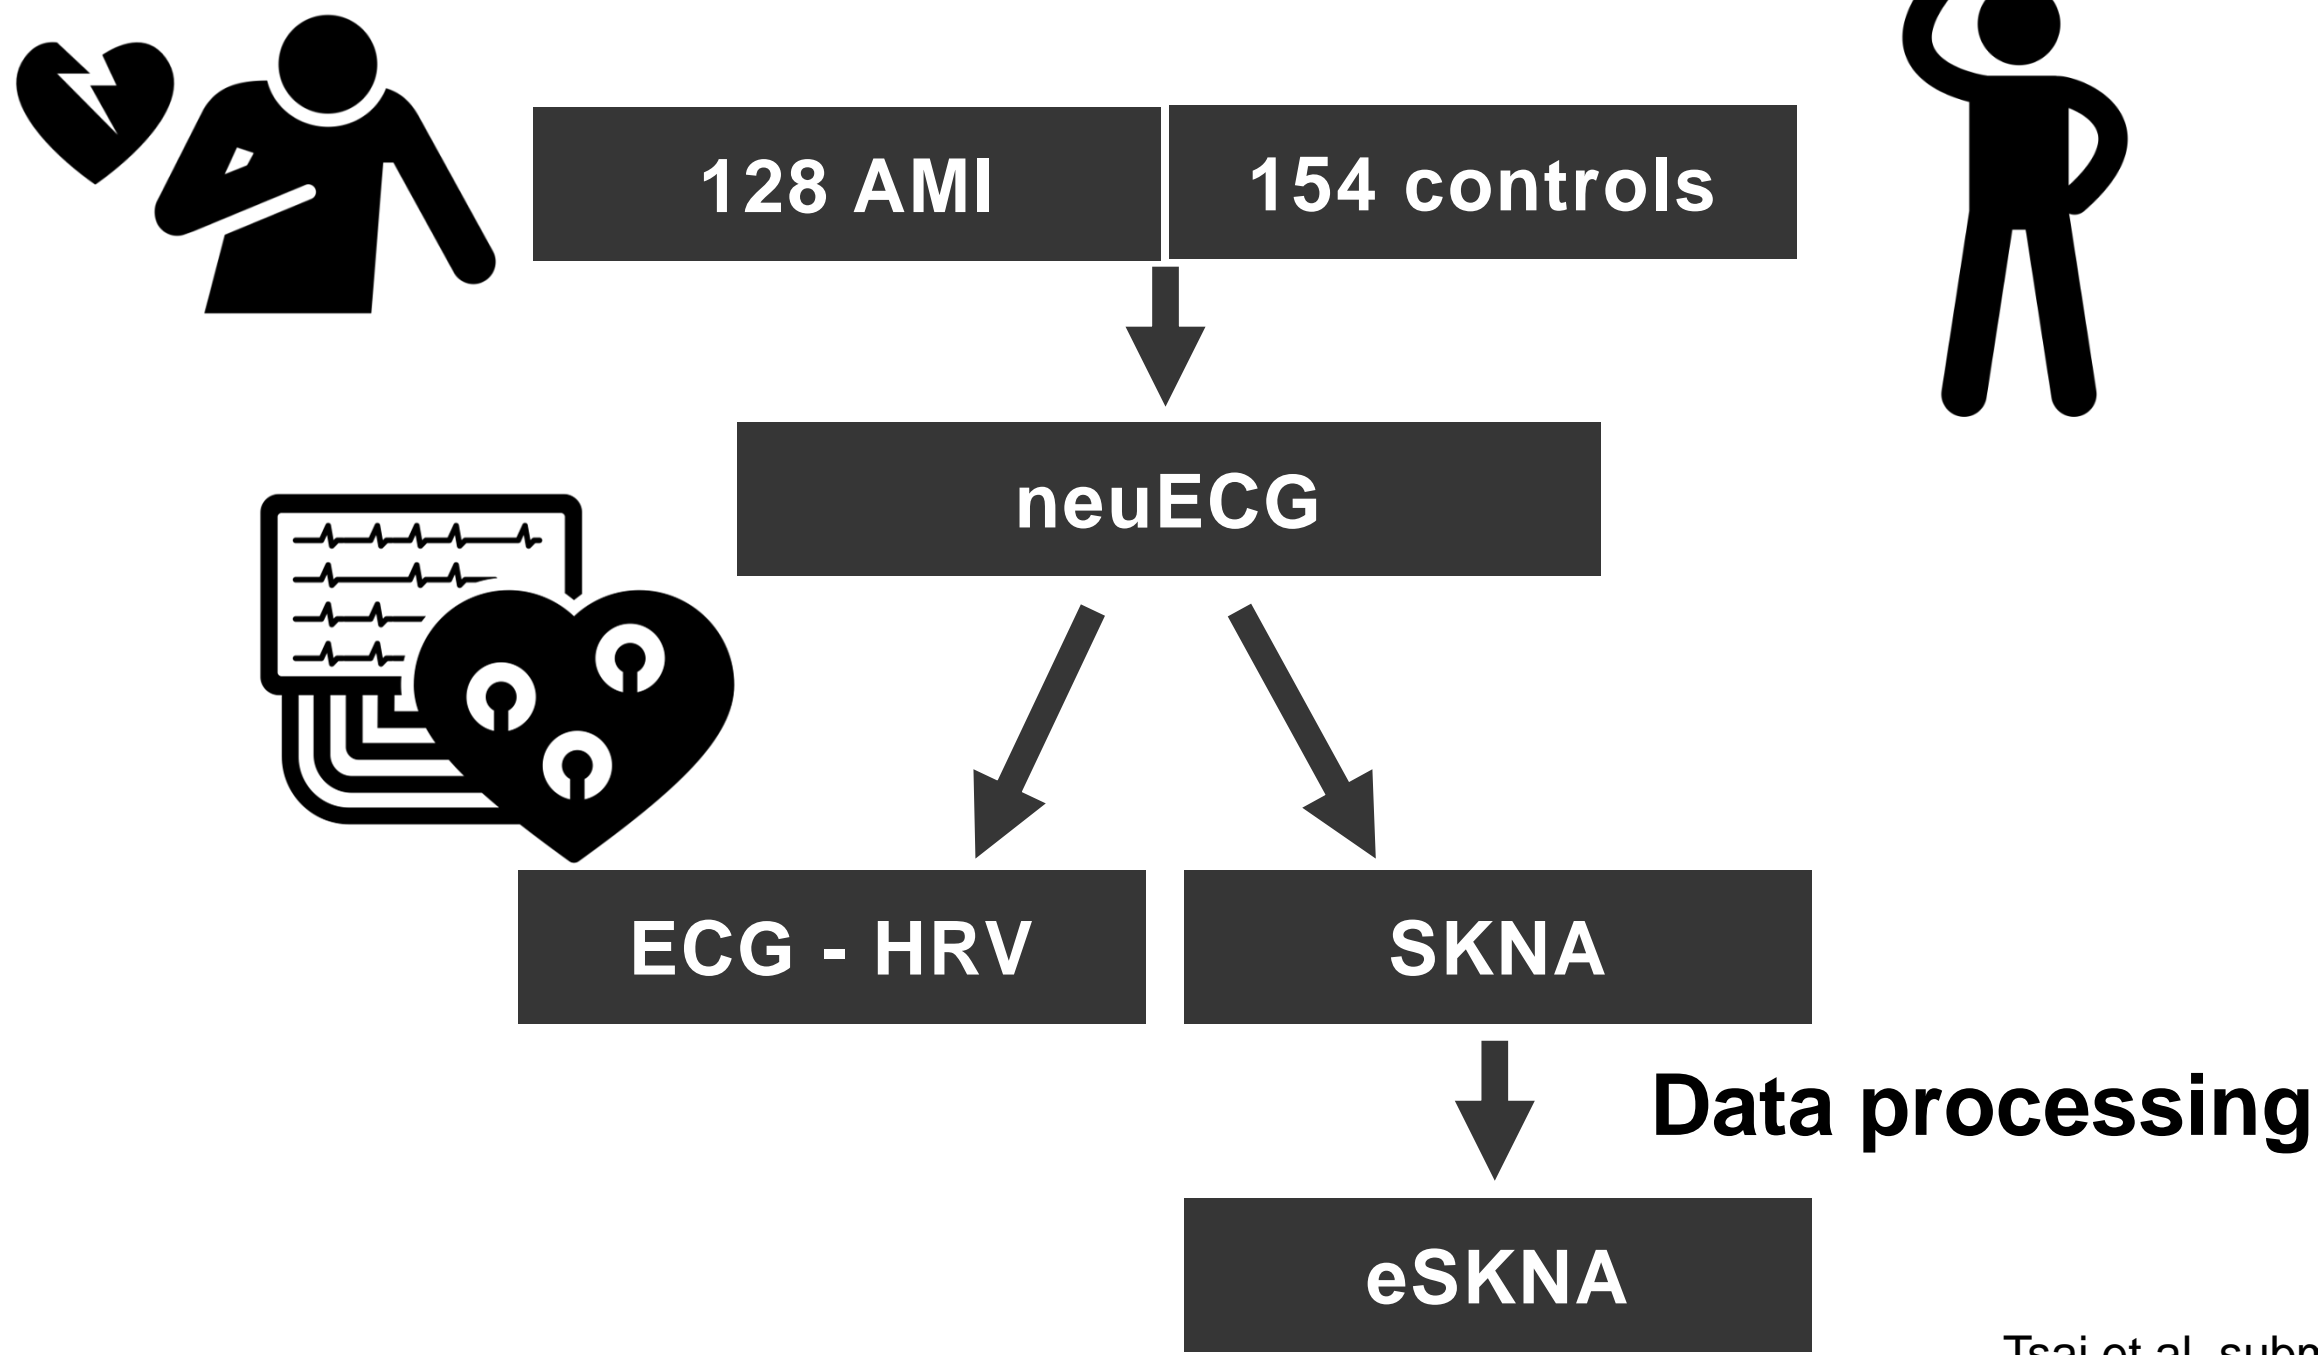 128 AMI
154 controls
neuECG
ECG - HRV
SKNA
Data processing
eSKNA
Tsai et al